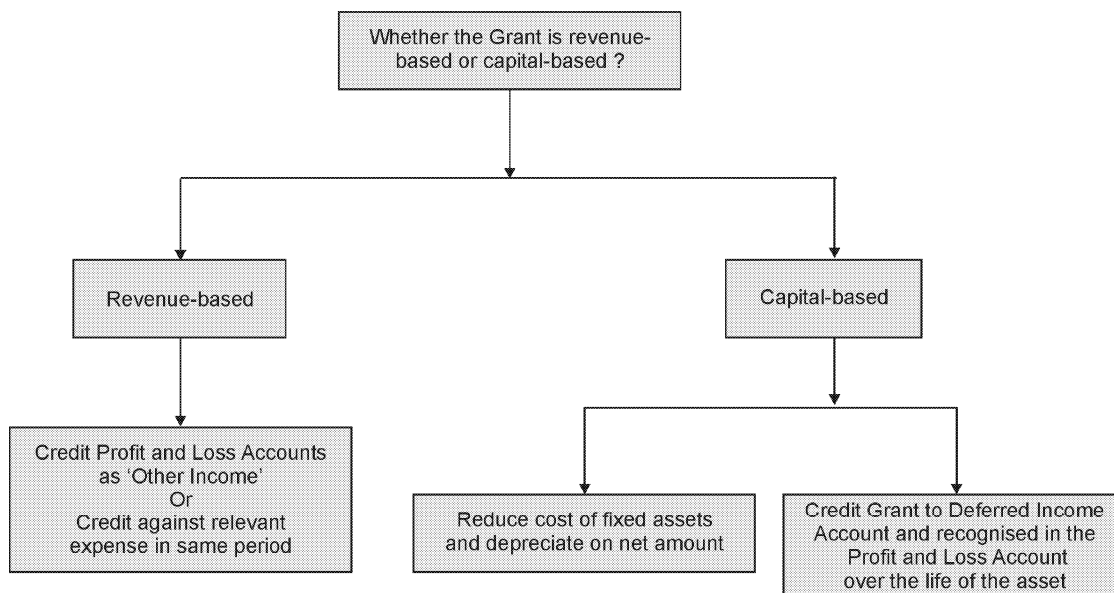 Whether the Grant is revenue-
based or capital-based ?
Revenue-based
Capital-based
Credit Profit and Loss Accounts
as ‘Other Income’
Or
Credit against relevant
expense in same period
Reduce cost of fixed assets
and depreciate on net amount
Credit Grant to Deferred Income
Account and recognised in the
Profit and Loss Account
over the life of the asset